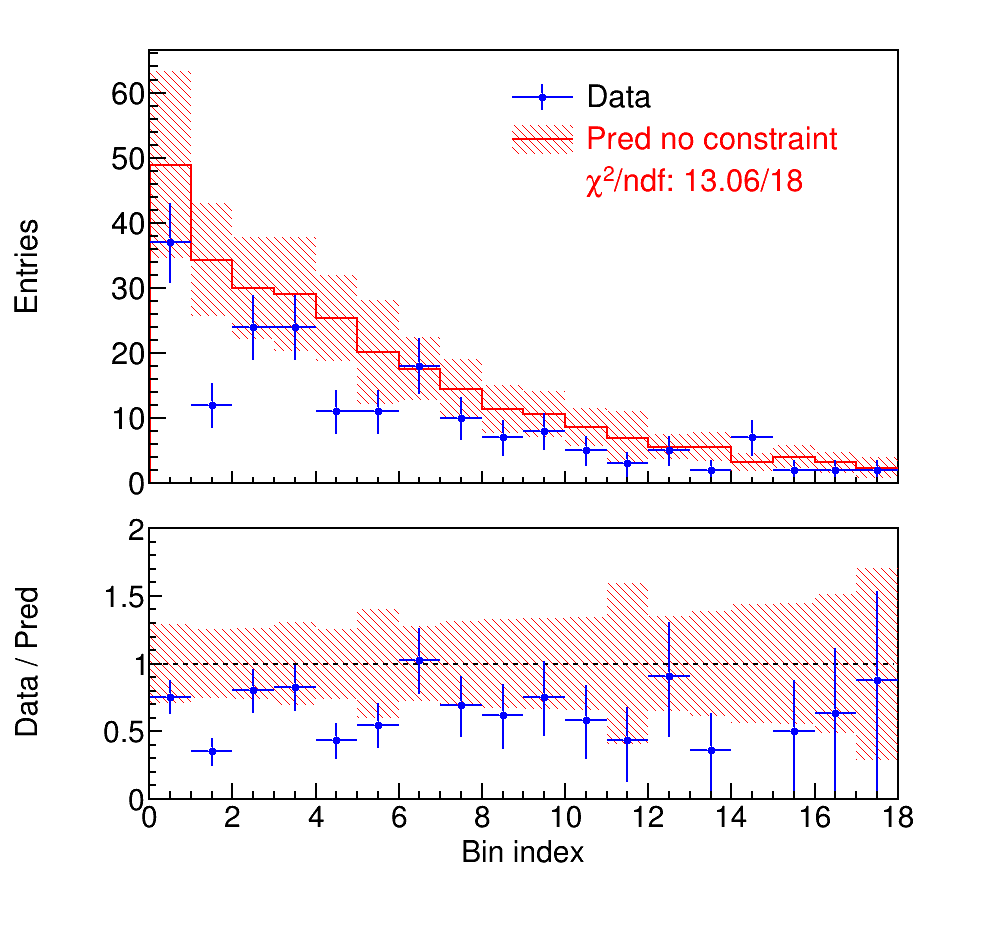 Entries
60
50
40
30
20
10
0
Data
Pred no constraint
χ²/ndf: 13.06/18
Data / Pred
2
1.5
1
0.5
0
0 2 4 6 8 10 12 14 16 18
Bin index